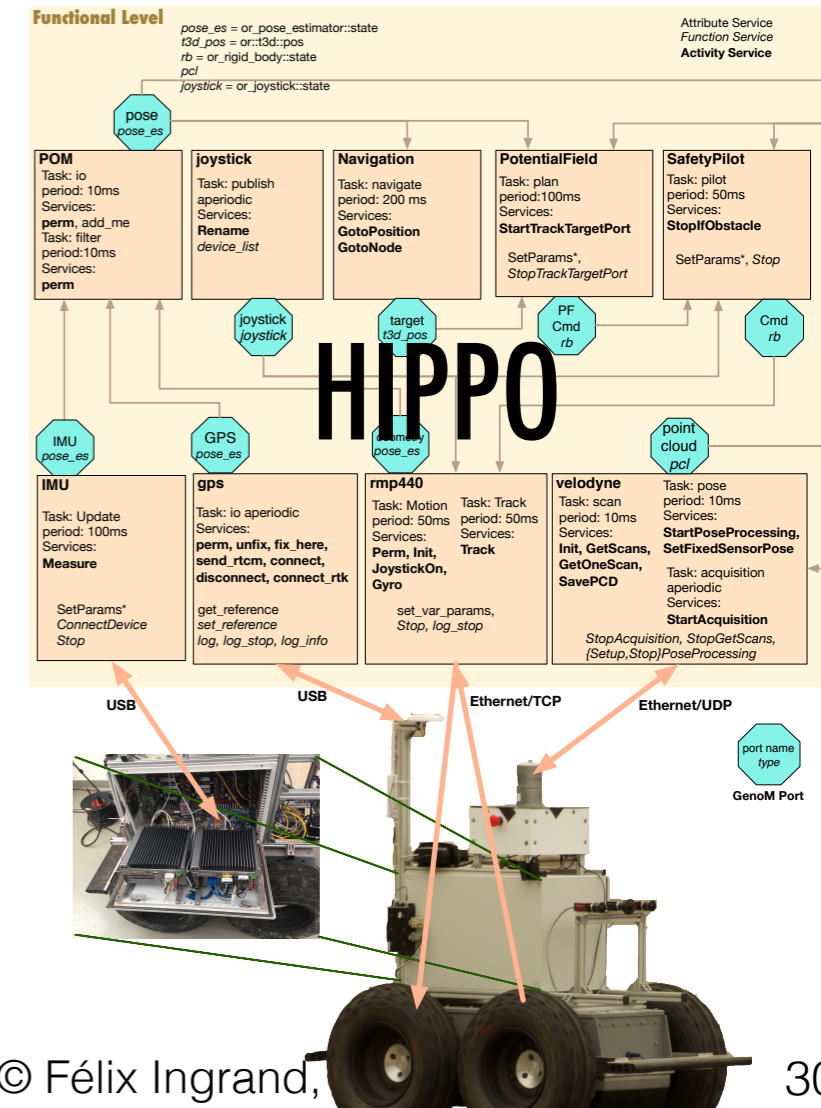 Functional Level
pose_es = or_pose_estimator::state
t3d_pos = or::t3d::pos
rb = or_rigid_body::state
pcl
joystick = or_joystick::state
Attribute Service
Function Service
Activity Service
pose
pose_es
POM
Task: io
period: 10ms
Services:
perm, add_me
Task: filter
period:10ms
Services:
perm
joystick
Task: publish
aperiodic
Services:
Rename
device_list
Navigation
Task: navigate
period: 200 ms
Services:
GotoPosition
GotoNode
PotentialField
Task: plan
period:100ms
Services:
StartTrackTargetPort
SetParams*,
StopTrackTargetPort
SafetyPilot
Task: pilot
period: 50ms
Services:
StopIfObstacle
SetParams*, Stop
joystick
joystick
target
t3d_pos
PF
Cmd
rb
Cmd
rb
HIPPO
IMU
pose_es
GPS
pose_es
pose_es
point
cloud
pcl
IMU
Task: Update
period: 100ms
Services:
Measure
SetParams*
ConnectDevice
Stop
gps
Task: io aperiodic
Services:
perm, unfix, fix_here,
send_rtcm, connect,
disconnect, connect_rtk
get_reference
set_reference
log, log_stop, log_info
rmp440
Task: Motion
period: 50ms
Services:
Perm, Init,
JoystickOn,
Gyro
Task: Track
period: 50ms
Services:
Track
set_var_params,
Stop, log_stop
velodyne
Task: scan
period: 10ms
Services:
Init, GetScans,
GetOneScan,
SavePCD
Task: pose
period: 10ms
Services:
StartPoseProcessing,
SetFixedSensorPose
Task: acquisition
aperiodic
Services:
StartAcquisition
StopAcquisition, StopGetScans,
{Setup,Stop}PoseProcessing
USB
USB
Ethernet/TCP
Ethernet/UDP
port name
type
GenoM Port
© Félix Ingrand,
30